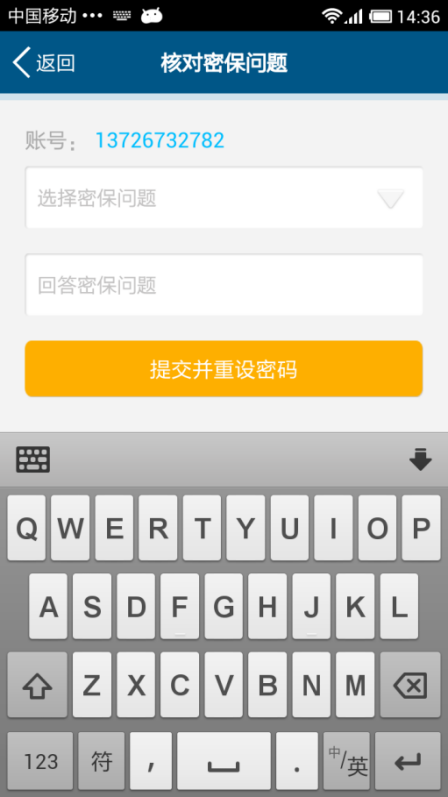 中国移动 ••• 14:36
返回 核对密保问题
账号： 13726732782
选择密保问题
回答密保问题
提交并重设密码
Q W E R T Y U I O P
A S D F G H J K L
Z X C V B N M
123 符 , . 中/英